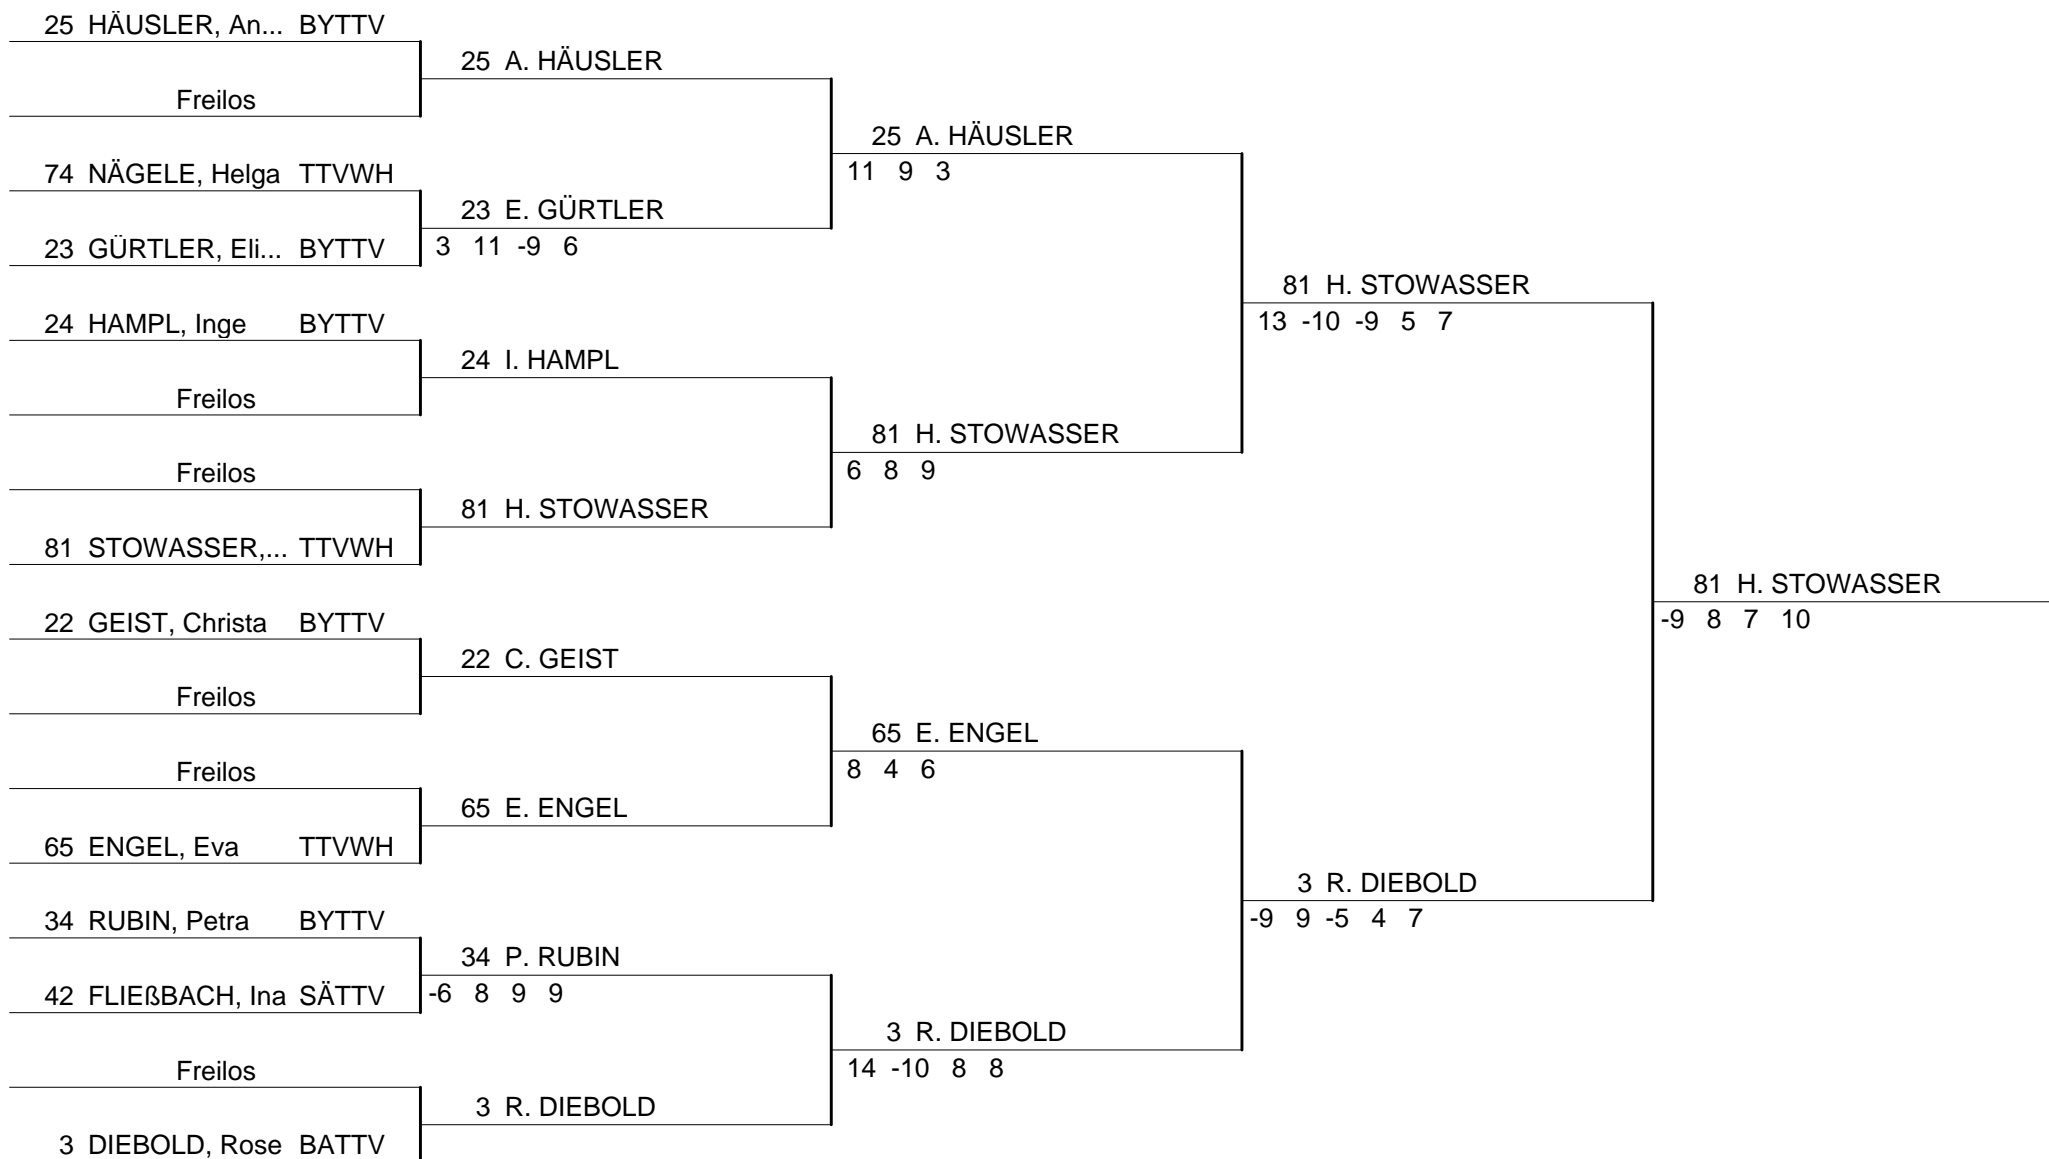 25 HÄUSLER, An... BYTTV
25 A. HÄUSLER
Freilos
25 A. HÄUSLER
11 9 3
74 NÄGELE, Helga TTVWH
23 E. GÜRTLER
3 11 -9 6
23 GÜRTLER, Eli... BYTTV
81 H. STOWASSER
13 -10 -9 5 7
24 HAMPL, Inge BYTTV
24 I. HAMPL
Freilos
81 H. STOWASSER
6 8 9
Freilos
81 H. STOWASSER
81 STOWASSER,... TTVWH
81 H. STOWASSER
-9 8 7 10
22 GEIST, Christa BYTTV
22 C. GEIST
Freilos
65 E. ENGEL
8 4 6
Freilos
65 E. ENGEL
65 ENGEL, Eva TTVWH
3 R. DIEBOLD
-9 9 -5 4 7
34 RUBIN, Petra BYTTV
34 P. RUBIN
-6 8 9 9
42 FLIEßBACH, Ina SÄTTV
3 R. DIEBOLD
14 -10 8 8
Freilos
3 R. DIEBOLD
3 DIEBOLD, Rose BATTV